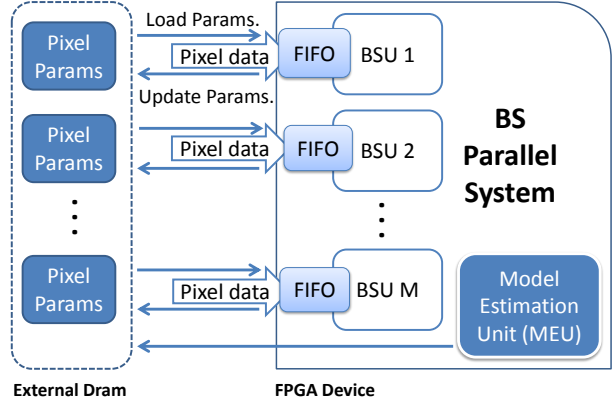 Load Params.
Pixel
Params
Pixel data
FIFO
BSU 1
Update Params.
Pixel
Params
Pixel data
FIFO
BSU 2
BS
Parallel
System
Pixel
Params
Pixel data
FIFO
BSU M
Model
Estimation
Unit (MEU)
External Dram
FPGA Device